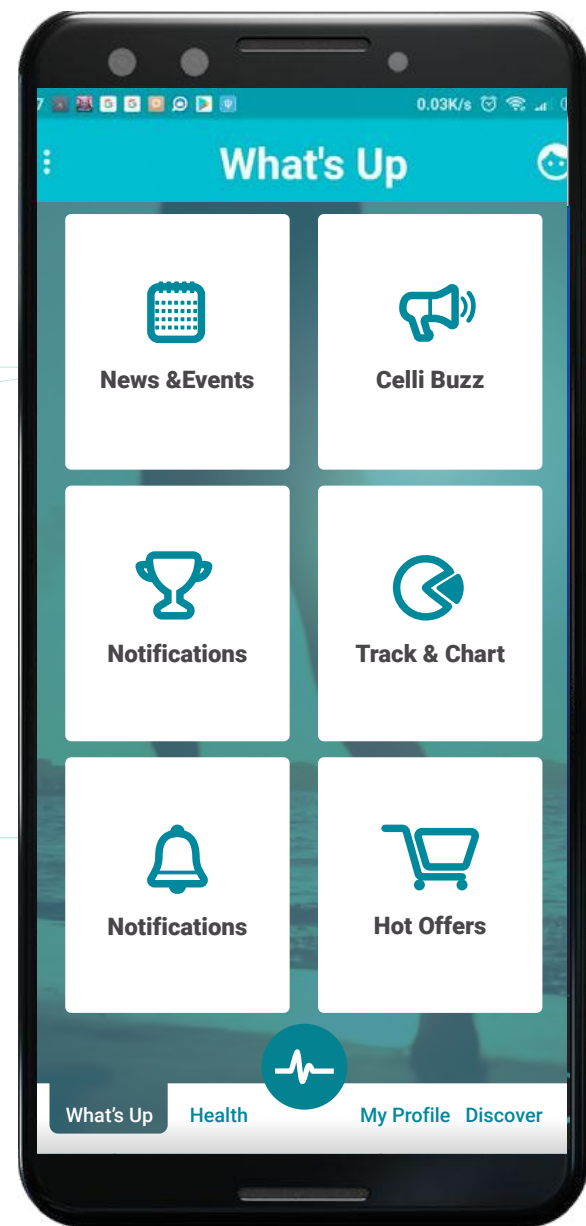 7 0.03K/s
What's Up
News &Events
Celli Buzz
Notifications
Track & Chart
Notifications
Hot Offers
What's Up Health My Profile Discover